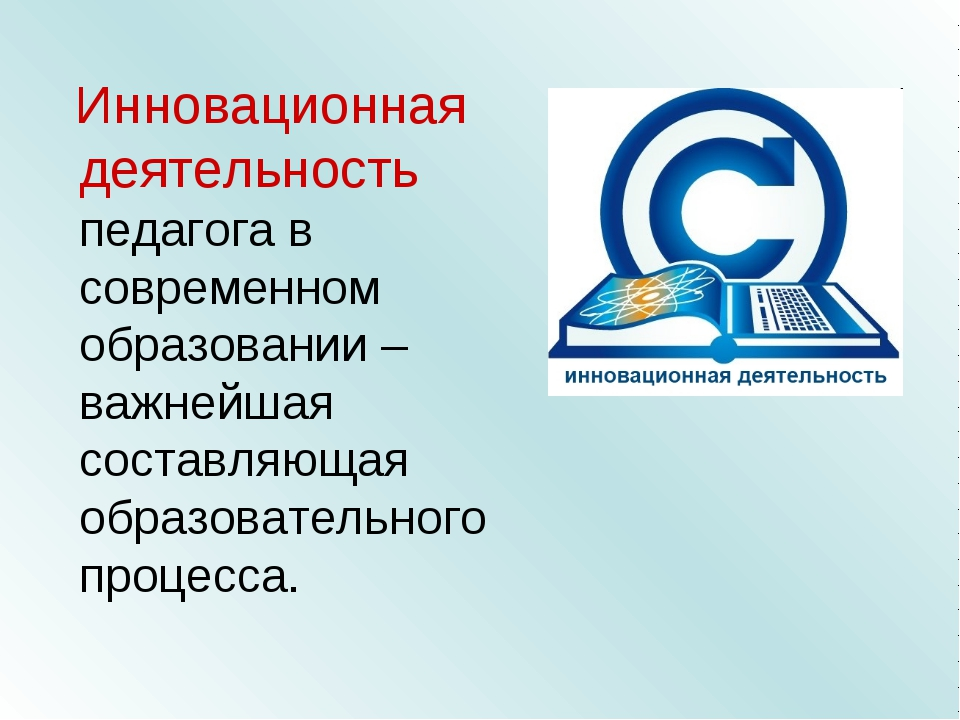 Инновационная
деятельность
педагога в
современном
образовании –
важнейшая
составляющая
образовательного
процесса.
инновационная деятельность